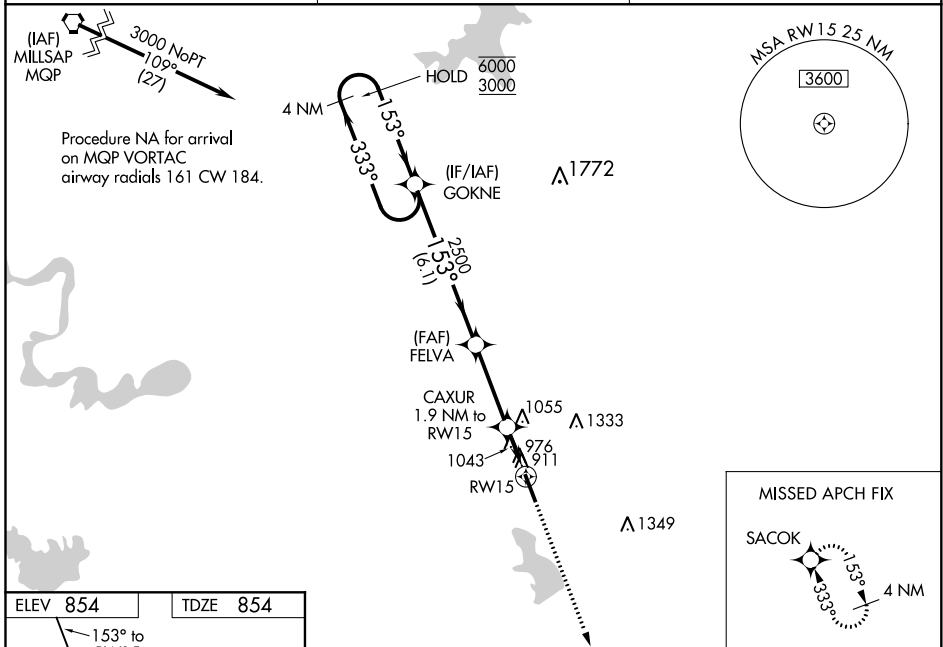 (IAF)
MILLSAP
MQP
3000 NoPT
109°
(27)
Procedure NA for arrival
on MQP VORTAC
airway radials 161 CW 184.
HOLD
6000
3000
4 NM
153°
333°
(IF/IAF)
GOKNE
1772
MSA RW15 25 NM
3600
2500
153°
(6.1)
(FAF)
FELVA
CAXUR
1.9 NM to
RW15
1055
1333
1043
976
911
RW15
1349
MISSED APCH FIX
SACOK
153°
333°
4 NM
ELEV 854
TDZE 854
153° to